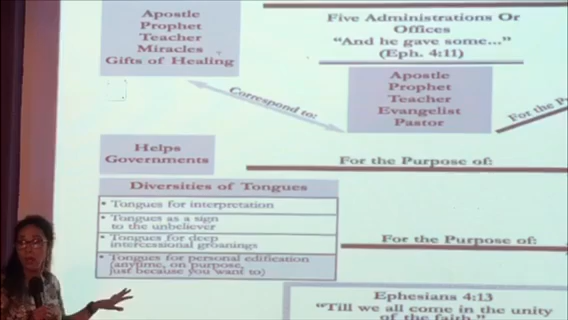 Apostle
Prophet
Teacher
Miracles
Gifts of Healing
Five Administrations Or
Offices
"And he gave some..."
(Eph. 4:11)
Correspond to:
Apostle
Prophet
Teacher
Evangelist
Pastor
For the
Helps
Governments
For the Purpose of:
Diversities of Tongues
• Tongues for interpretation
• Tongues as a sign
to the unbeliever
• Tongues for deep
intercessional groanings
• Tongues for personal edification
(anytime, on purpose,
just because you want to)
For the Purpose of:
Ephesians 4:13
"Till we all come in the unity
of the faith."